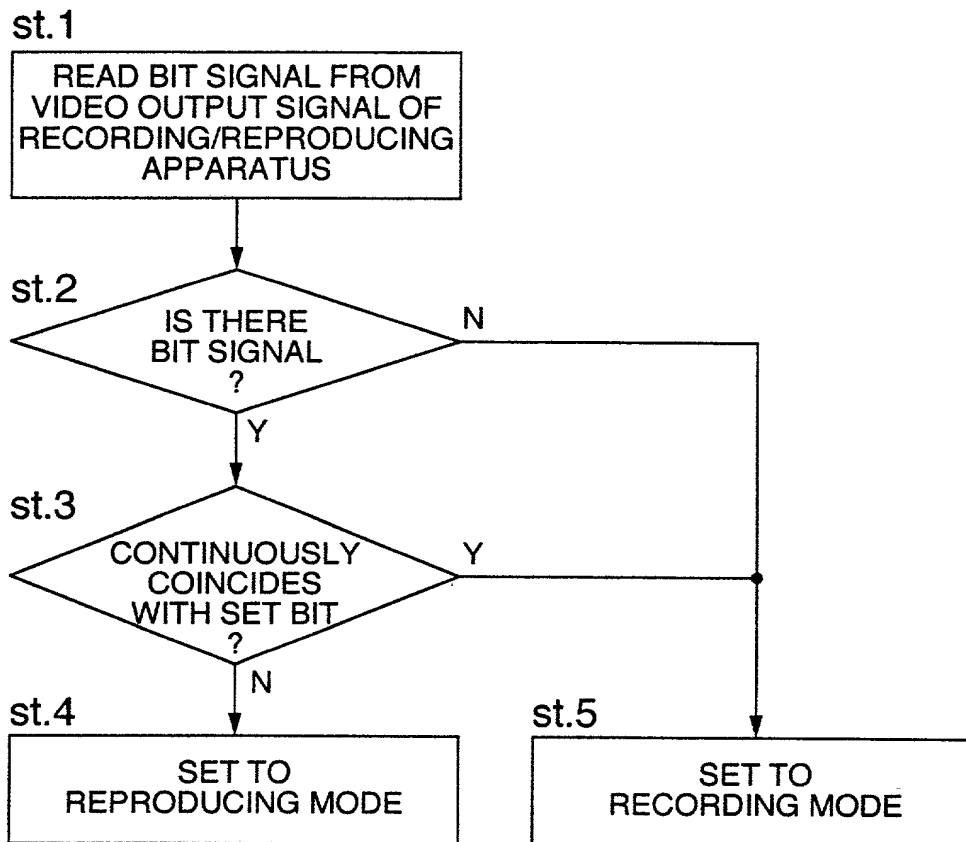 st.1
READ BIT SIGNAL FROM
VIDEO OUTPUT SIGNAL OF
RECORDING/REPRODUCING
APPARATUS
st.2
IS THERE
BIT SIGNAL
?
N
Y
st.3
CONTINUOUSLY
COINCIDES
WITH SET BIT
?
Y
N
st.4
SET TO
REPRODUCING MODE
st.5
SET TO
RECORDING MODE